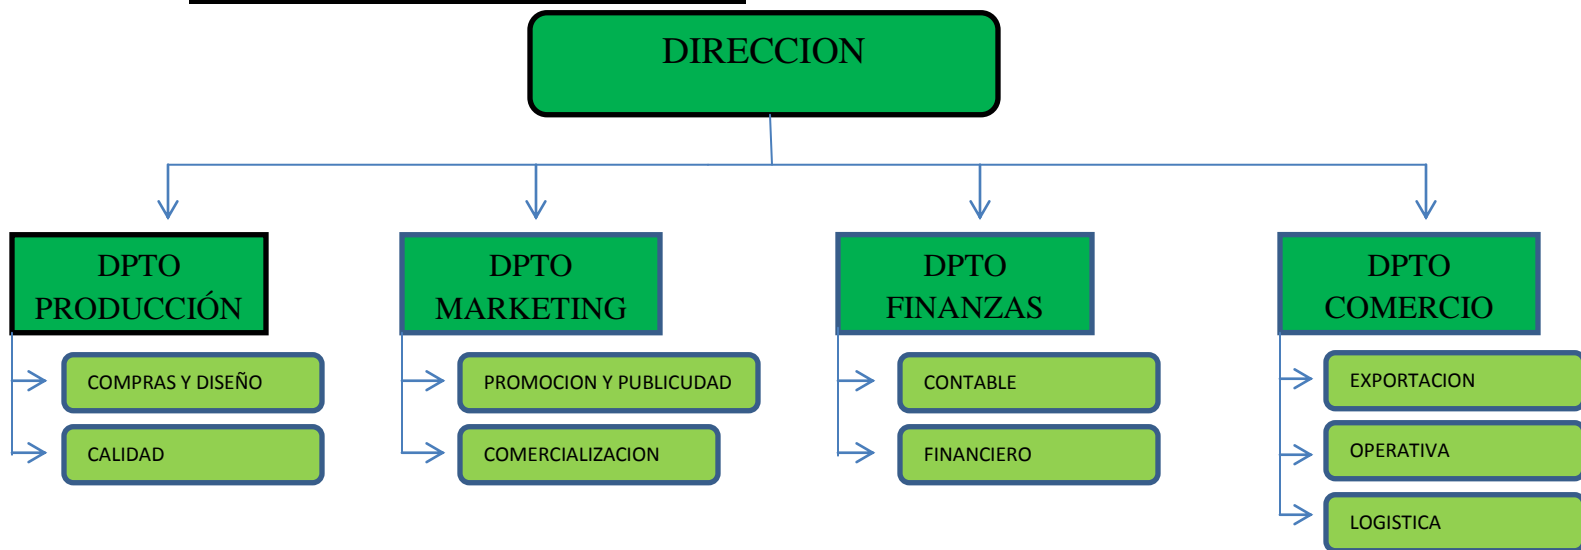 DIRECCION
DPTO
PRODUCCIÓN
COMPRAS Y DISEÑO
CALIDAD
DPTO
MARKETING
PROMOCION Y PUBLICUDAD
COMERCIALIZACION
DPTO
FINANZAS
CONTABLE
FINANCIERO
DPTO
COMERCIO
EXPORTACION
OPERATIVA
LOGISTICA